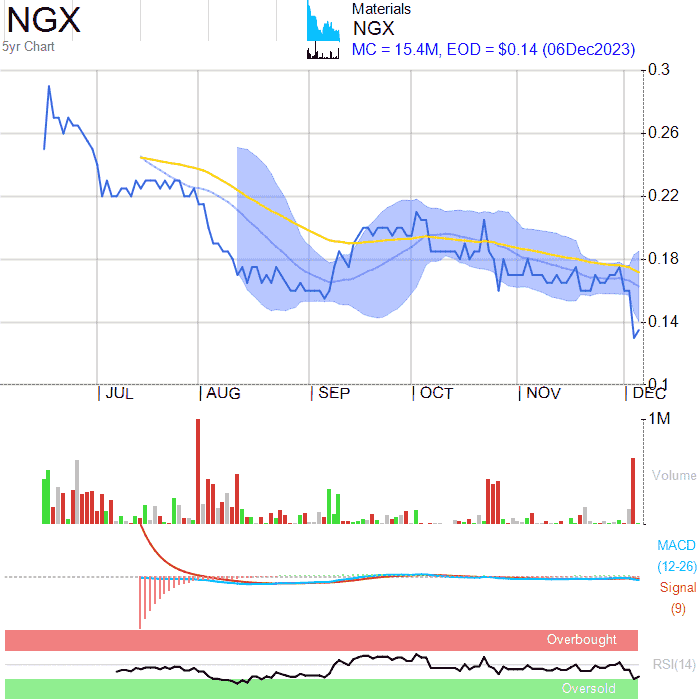 NGX
5yr Chart
Materials
NGX
MC = 15.4M, EOD = $0.14 (06Dec2023)
0.3
0.26
0.22
0.18
0.14
0.1
JUL AUG SEP OCT NOV DEC
1M
Volume
MACD
(12-26)
Signal
(9)
Overbought
RSI(14)
Oversold